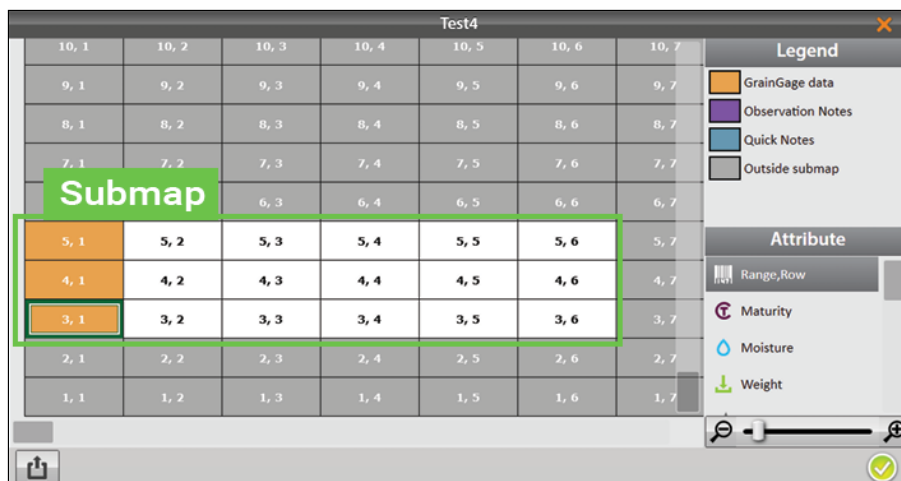 Test4
10, 1 10, 2 10, 3 10, 4 10, 5 10, 6 10, 7
9, 1 9, 2 9, 3 9, 4 9, 5 9, 6 9, 7
8, 1 8, 2 8, 3 8, 4 8, 5 8, 6 8, 7
7, 1 7, 2 7, 3 7, 4 7, 5 7, 6 7, 7
Submap 6, 3 6, 4 6, 5 6, 6 6, 7
5, 1 5, 2 5, 3 5, 4 5, 5 5, 6 5, 7
4, 1 4, 2 4, 3 4, 4 4, 5 4, 6 4, 7
3, 1 3, 2 3, 3 3, 4 3, 5 3, 6 3, 7
2, 1 2, 2 2, 3 2, 4 2, 5 2, 6 2, 7
1, 1 1, 2 1, 3 1, 4 1, 5 1, 6 1, 7
Legend
GrainGage data
Observation Notes
Quick Notes
Outside submap
Attribute
Range,Row
Maturity
Moisture
Weight